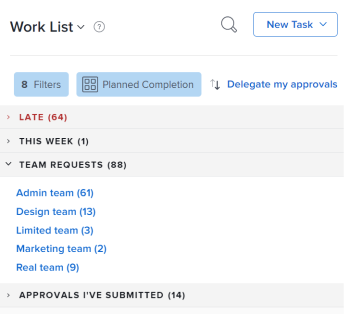 Work List
New Task
8 Filters Planned Completion Delegate my approvals
LATE (64)
THIS WEEK (1)
TEAM REQUESTS (88)
Admin team (61)
Design team (13)
Limited team (3)
Marketing team (2)
Real team (9)
APPROVALS I'VE SUBMITTED (14)